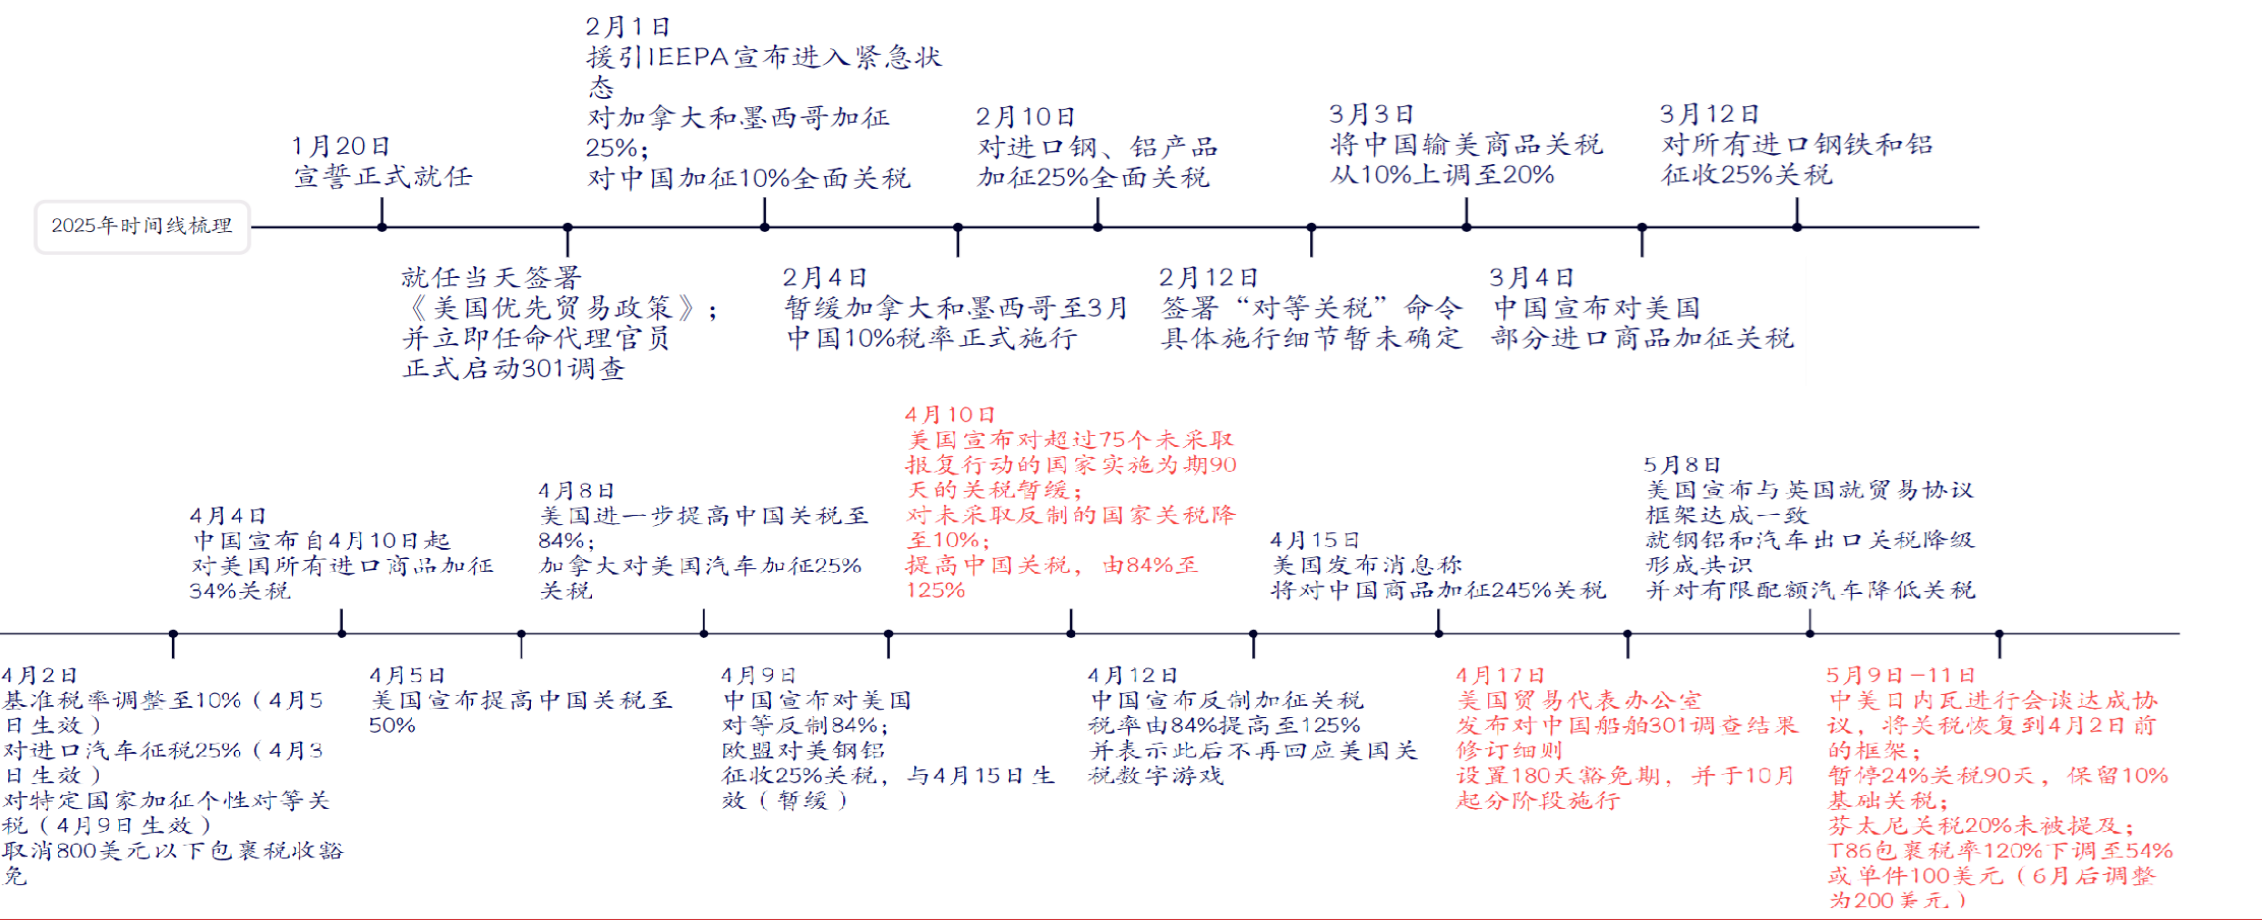 2025年时间线梳理
1月20日
宣誓正式就任
就任当天签署
《美国优先贸易政策》;
并立即任命代理官员
正式启动301调查
2月1日
援引IEEPA宣布进入紧急状
态
对加拿大和墨西哥加征
25%;
对中国加征10%全面关税
2月4日
暂缓加拿大和墨西哥至3月
中国10%税率正式施行
2月10日
对进口钢、铝产品
加征25%全面关税
2月12日
签署“对等关税”命令
具体施行细节暂未确定
3月3日
将中国输美商品关税
从10%上调至20%
3月4日
中国宣布对美国
部分进口商品加征关税
3月12日
对所有进口钢铁和铝
征收25%关税
4月2日
基准税率调整至10%（4月5
日生效）
对进口汽车征税25%（4月3
日生效）
对特定国家加征个性对等关
税（4月9日生效）
取消800美元以下包裹税收豁
免
4月4日
中国宣布自4月10日起
对美国所有进口商品加征
34%关税
4月5日
美国宣布提高中国关税至
50%
4月8日
美国进一步提高中国关税至
84%;
加拿大对美国汽车加征25%
关税
4月9日
中国宣布对美国
对等反制84%;
欧盟对美钢铝
征收25%关税，与4月15日生
效（暂缓）
4月10日
美国宣布对超过75个未采取
报复行动的国家实施为期90
天的关税暂缓;
对未采取反制的国家关税降
至10%;
提高中国关税，由84%至
125%
4月12日
中国宣布反制加征关税
税率由84%提高至125%
并表示此后不再回应美国关
税数字游戏
4月15日
美国发布消息称
将对中国商品加征245%关税
4月17日
美国贸易代表办公室
发布对中国船舶301调查结果
修订细则
设置180天豁免期，并于10月
起分阶段施行
5月8日
美国宣布与英国就贸易协议
框架达成一致
就钢铝和汽车出口关税降级
形成共识
并对有限配额汽车降低关税
5月9日-11日
中美日内瓦进行会谈达成协
议，将关税恢复到4月2日前
的框架;
暂停24%关税90天，保留10%
基础关税;
芬太尼关税20%未被提及;
T86包裹税率120%下调至54%
或单件100美元（6月后调整
为200美元）